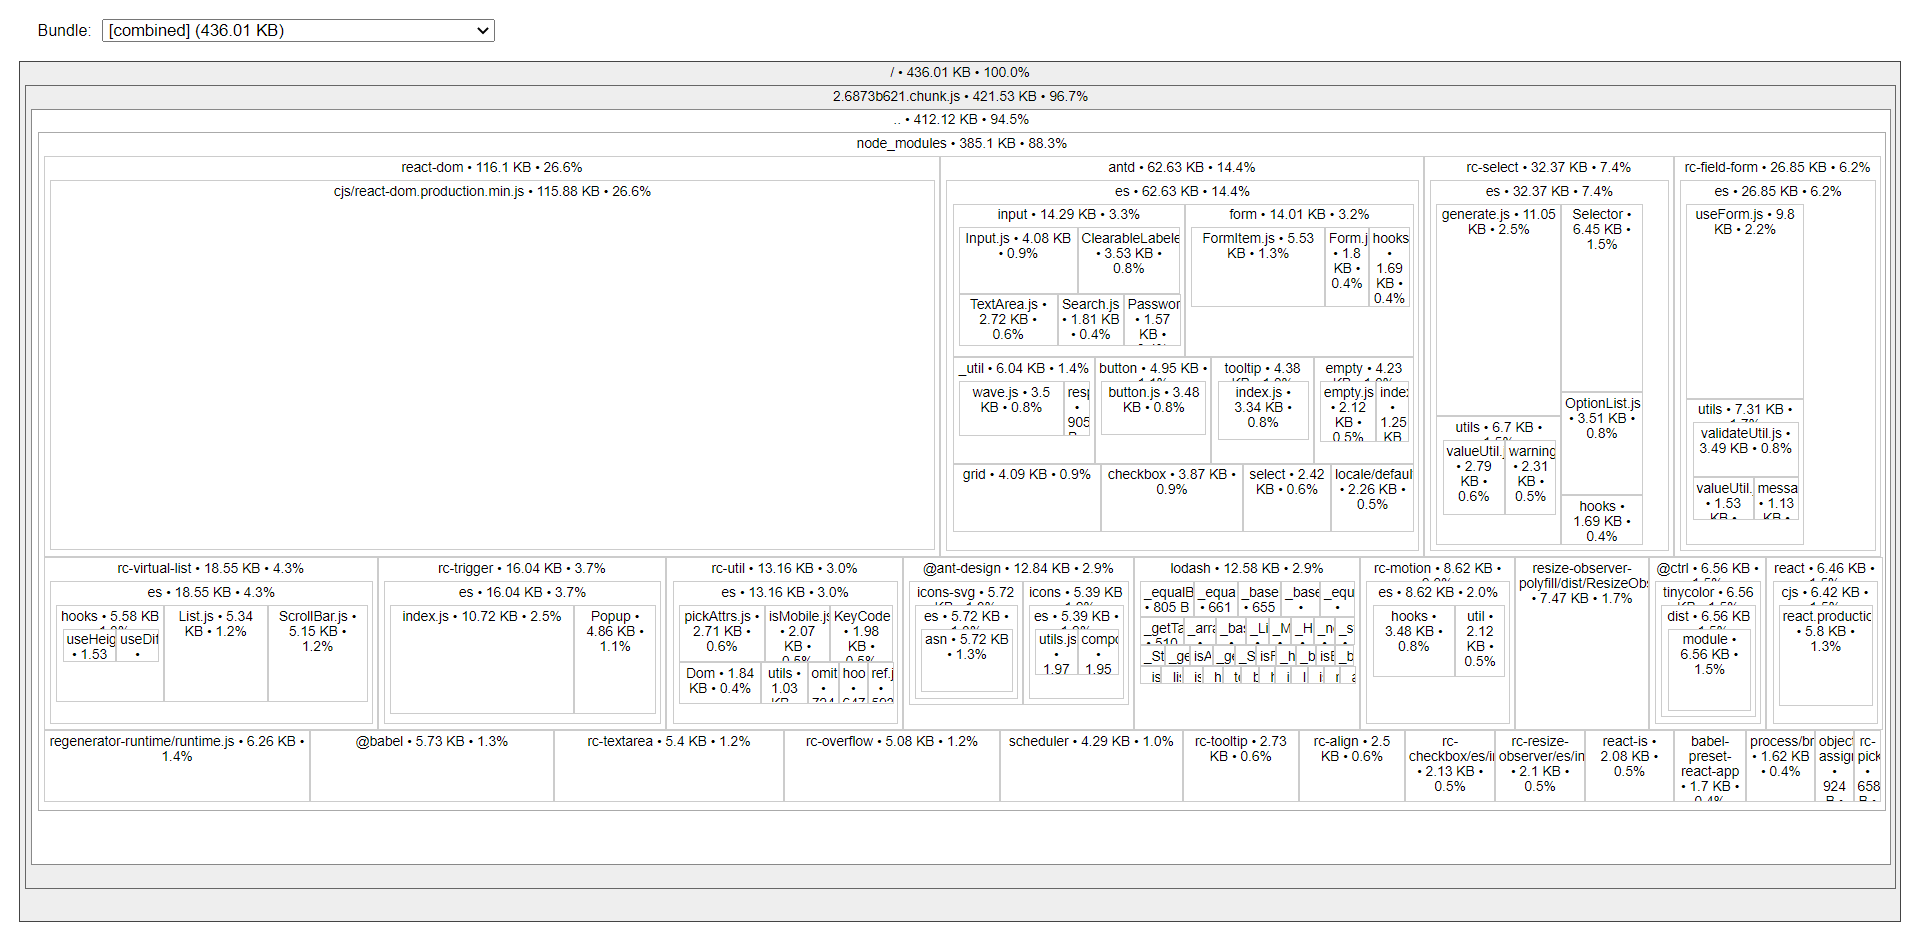 Bundle:
[combined] (436.01 KB)
/ • 436.01 KB • 100.0%
2.6873b621.chunk.js • 421.53 KB • 96.7%
.. • 412.12 KB • 94.5%
node_modules • 385.1 KB • 88.3%
react-dom • 116.1 KB • 26.6%
cjs/react-dom.production.min.js • 115.88 KB • 26.6%
antd • 62.63 KB • 14.4%
es • 62.63 KB • 14.4%
input • 14.29 KB • 3.3%
Input.js • 4.08 KB
• 0.9%
ClearableLabele
• 3.53 KB •
0.8%
TextArea.js •
2.72 KB •
0.6%
Search.js
• 1.81 KB
• 0.4%
Passwor
• 1.57
KB •
form • 14.01 KB • 3.2%
FormItem.js • 5.53
KB • 1.3%
Form.j
• 1.8
KB •
0.4%
hooks
•
1.69
KB •
0.4%
_util • 6.04 KB • 1.4%
wave.js • 3.5
KB • 0.8%
resp
•
905
button • 4.95 KB •
button.js • 3.48
KB • 0.8%
tooltip • 4.38
index.js •
3.34 KB •
0.8%
empty • 4.23
empty.js
• 2.12
KB •
0.5%
index
•
1.25
KB
grid • 4.09 KB • 0.9%
checkbox • 3.87 KB •
0.9%
select • 2.42
KB • 0.6%
locale/defaul
• 2.26 KB •
0.5%
rc-select • 32.37 KB • 7.4%
es • 32.37 KB • 7.4%
generate.js • 11.05
KB • 2.5%
Selector •
6.45 KB •
1.5%
OptionList.js
• 3.51 KB •
0.8%
utils • 6.7 KB •
valueUtil.
• 2.79
KB •
0.6%
warning
• 2.31
KB •
0.5%
hooks •
1.69 KB •
0.4%
rc-field-form • 26.85 KB • 6.2%
es • 26.85 KB • 6.2%
useForm.js • 9.8
KB • 2.2%
utils • 7.31 KB •
validateUtil.js •
3.49 KB • 0.8%
valueUtil.
• 1.53
KB •
messa
• 1.13
KB •
rc-virtual-list • 18.55 KB • 4.3%
es • 18.55 KB • 4.3%
hooks • 5.58 KB
useHeig
• 1.53
useDif
•
List.js • 5.34
KB • 1.2%
ScrollBar.js •
5.15 KB •
1.2%
rc-trigger • 16.04 KB • 3.7%
es • 16.04 KB • 3.7%
index.js • 10.72 KB • 2.5%
Popup •
4.86 KB •
1.1%
rc-util • 13.16 KB • 3.0%
es • 13.16 KB • 3.0%
pickAttrs.js •
2.71 KB •
0.6%
isMobile.js
• 2.07
KB •
0.5%
KeyCode
• 1.98
KB •
0.5%
Dom • 1.84
KB • 0.4%
utils •
1.03
KB
omit
•
724
hoo
•
647
ref.j
•
592
@ant-design • 12.84 KB • 2.9%
icons-svg • 5.72
es • 5.72 KB •
asn • 5.72 KB
• 1.3%
icons • 5.39 KB
es • 5.39 KB •
utils.js
•
1.97
compo
•
1.95
lodash • 12.58 KB • 2.9%
_equalB
• 805 B
_equa
• 661
_base
• 655
_base
•
_equ
•
_getTa
• 510
_arra
_bas
_Li
_M
_H
_n
_s
_St
_ge
isA
_ge
_S
isF
_h
_b
isE
_b
rc-motion • 8.62 KB •
es • 8.62 KB • 2.0%
hooks •
3.48 KB •
0.8%
util •
2.12
KB •
0.5%
resize-observer-
polyfill/dist/ResizeObs
• 7.47 KB • 1.7%
@ctrl • 6.56 KB •
tinycolor • 6.56
dist • 6.56 KB
module •
6.56 KB •
1.5%
react • 6.46 KB •
cjs • 6.42 KB •
react.productic
• 5.8 KB •
1.3%
regenerator-runtime/runtime.js • 6.26 KB •
1.4%
@babel • 5.73 KB • 1.3%
rc-textarea • 5.4 KB • 1.2%
rc-overflow • 5.08 KB • 1.2%
scheduler • 4.29 KB • 1.0%
rc-tooltip • 2.73
KB • 0.6%
rc-align • 2.5
KB • 0.6%
rc-
checkbox/es/in
• 2.13 KB •
0.5%
rc-resize-
observer/es/in
• 2.1 KB •
0.5%
react-is •
2.08 KB •
0.5%
babel-
preset-
react-app
• 1.7 KB •
0.4%
process/br
• 1.62 KB
• 0.4%
object
assign
•
924
B •
rc-
pick
•
658
B •